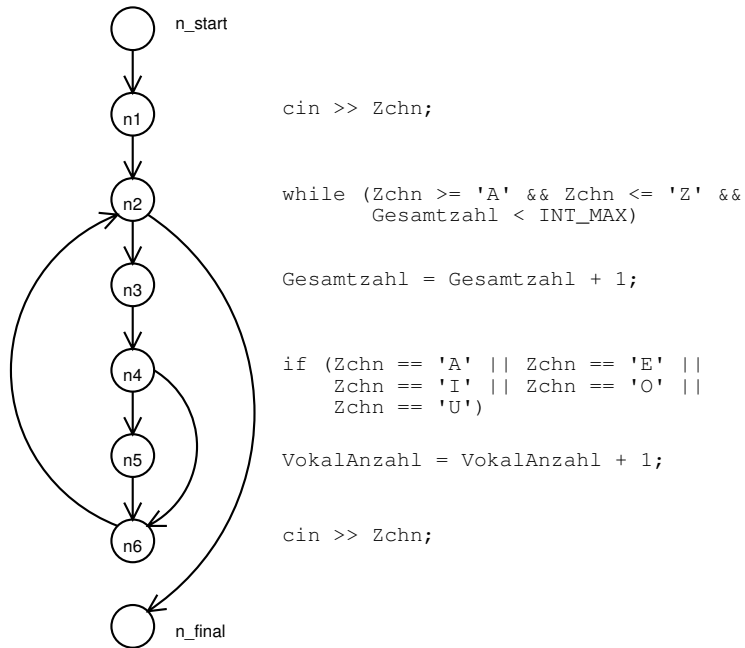 n_start
n1
cin >> Zchn;
n2
while (Zchn >= 'A' && Zchn <= 'Z' &&
Gesamtzahl < INT_MAX)
n3
Gesamtzahl = Gesamtzahl + 1;
n4
if (Zchn == 'A' || Zchn == 'E' ||
Zchn == 'I' || Zchn == 'O' ||
Zchn == 'U')
n5
VokalAnzahl = VokalAnzahl + 1;
n6
cin >> Zchn;
n_final